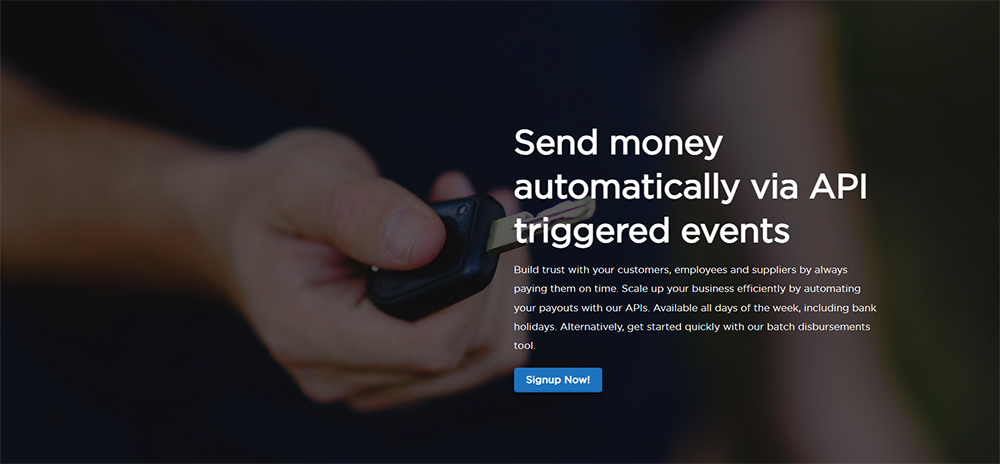 Send money
automatically via API
triggered events
Build trust with your customers, employees and suppliers by always
paying them on time. Scale up your business efficiently by automating
your payouts with our APIs. Available all days of the week, including bank
holidays. Alternatively, get started quickly with our batch disbursements
tool.
Signup Now!